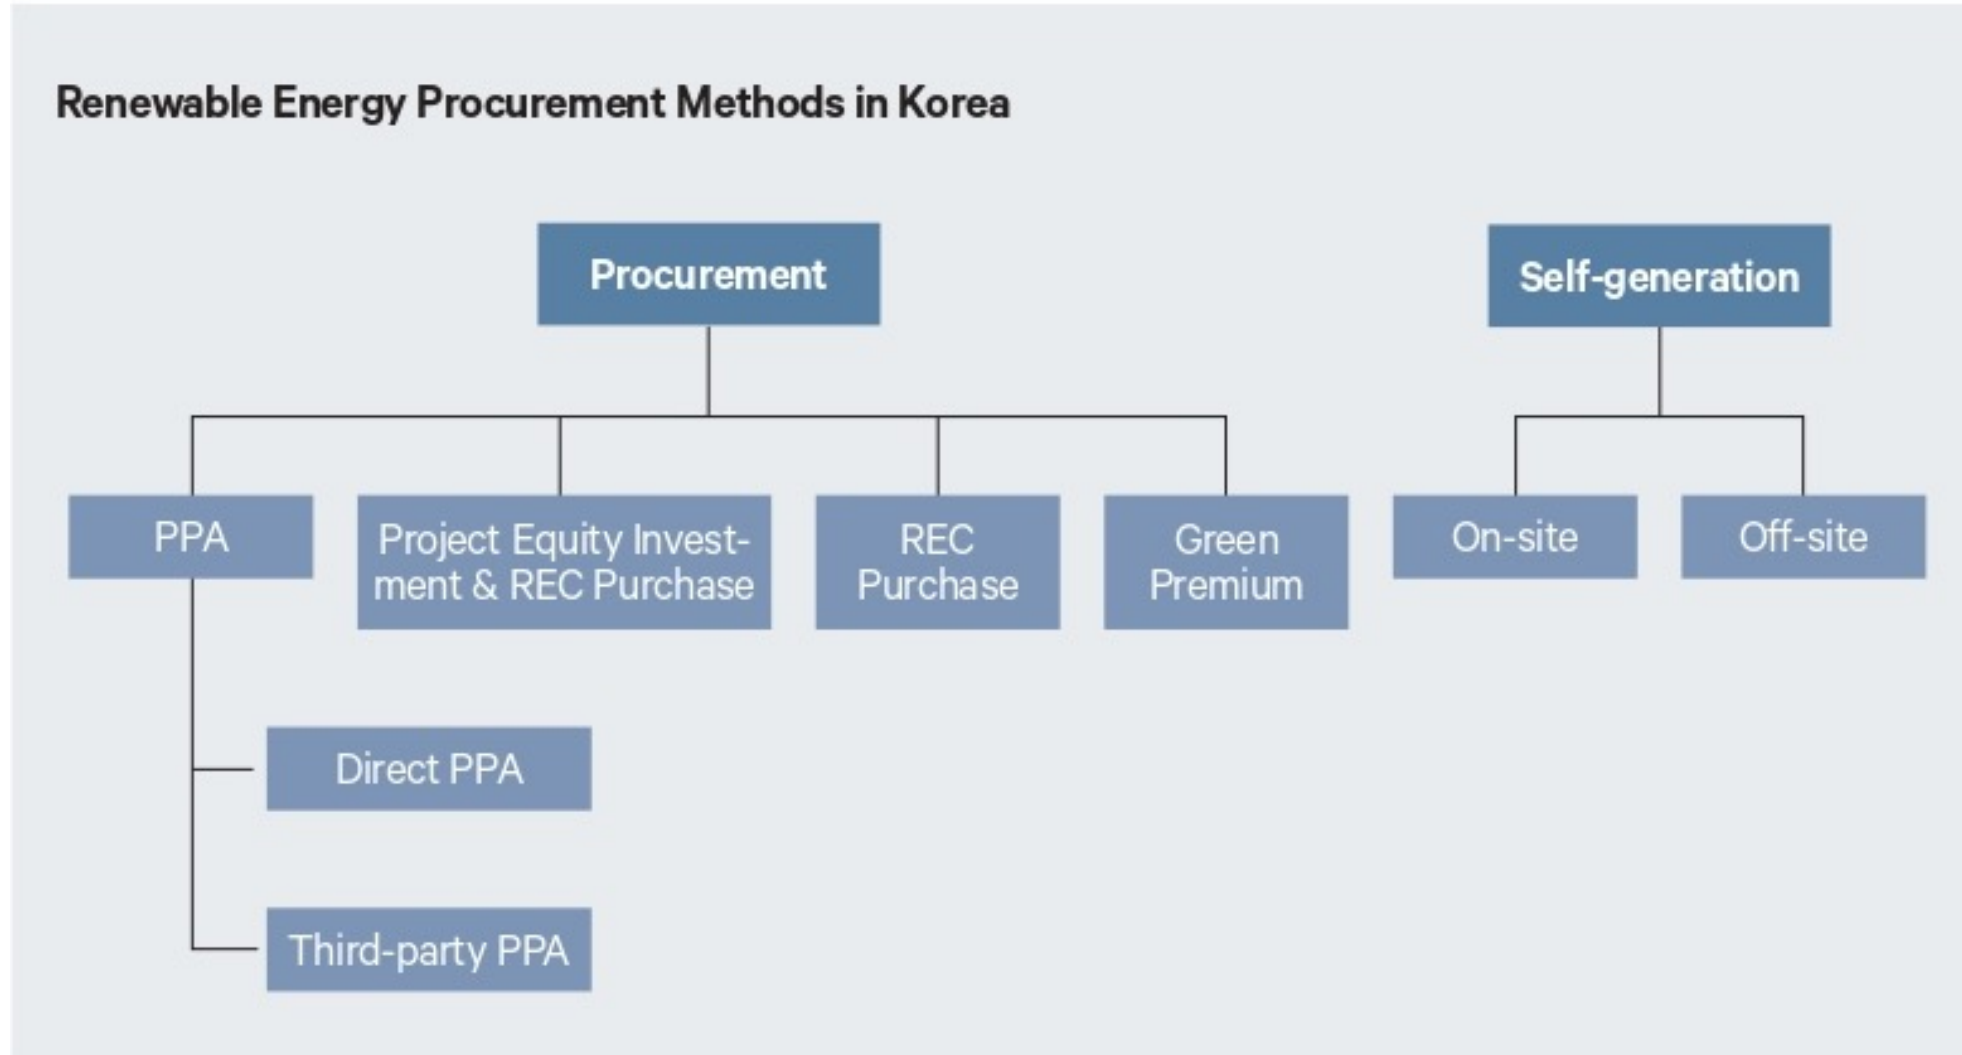 Renewable Energy Procurement Methods in Korea
Procurement
Self-generation
PPA
Project Equity Invest-
ment & REC Purchase
REC
Purchase
Green
Premium
On-site
Off-site
Direct PPA
Third-party PPA